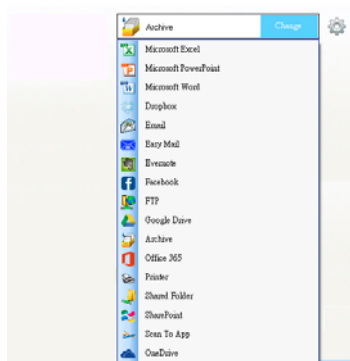 Archive Change
Microsoft Excel
Microsoft PowerPoint
Microsoft Word
Dropbox
Email
Eazy Mail
Evernote
Facebook
FTP
Google Drive
Archive
Office 365
Printer
Shared Folder
SharePoint
Scan To App
OneDrive